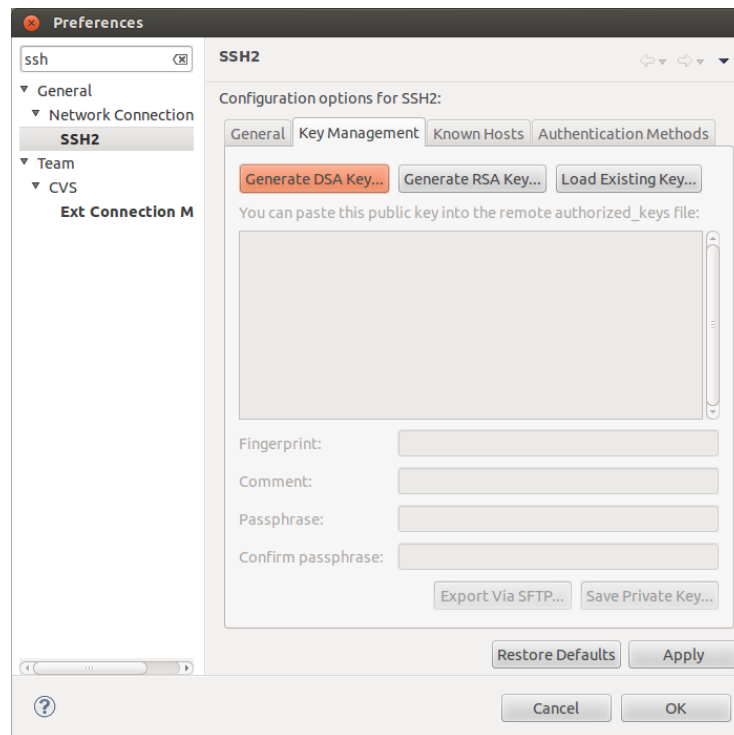 Preferences
ssh
General
Network Connection
SSH2
Team
CVS
Ext Connection M
SSH2
Configuration options for SSH2:
General Key Management Known Hosts Authentication Methods
Generate DSA Key... Generate RSA Key... Load Existing Key...
You can paste this public key into the remote authorized_keys file:
Fingerprint:
Comment:
Passphrase:
Confirm passphrase:
Export Via SFTP... Save Private Key...
Restore Defaults Apply
? Cancel OK